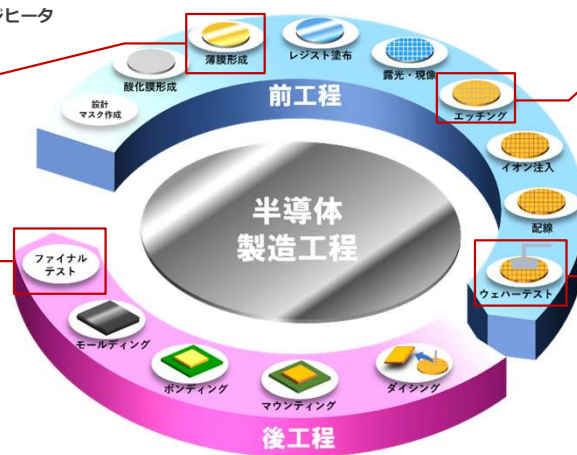 ジヒータ
設計
マスク作成
酸化膜形成
薄膜形成
レジスト塗布
露光・現像
エッチング
イオン注入
配線
ウェハーテスト
前工程
半導体
製造工程
ダイシング
マウンティング
ボンディング
モールディング
ファイナル
テスト
後工程